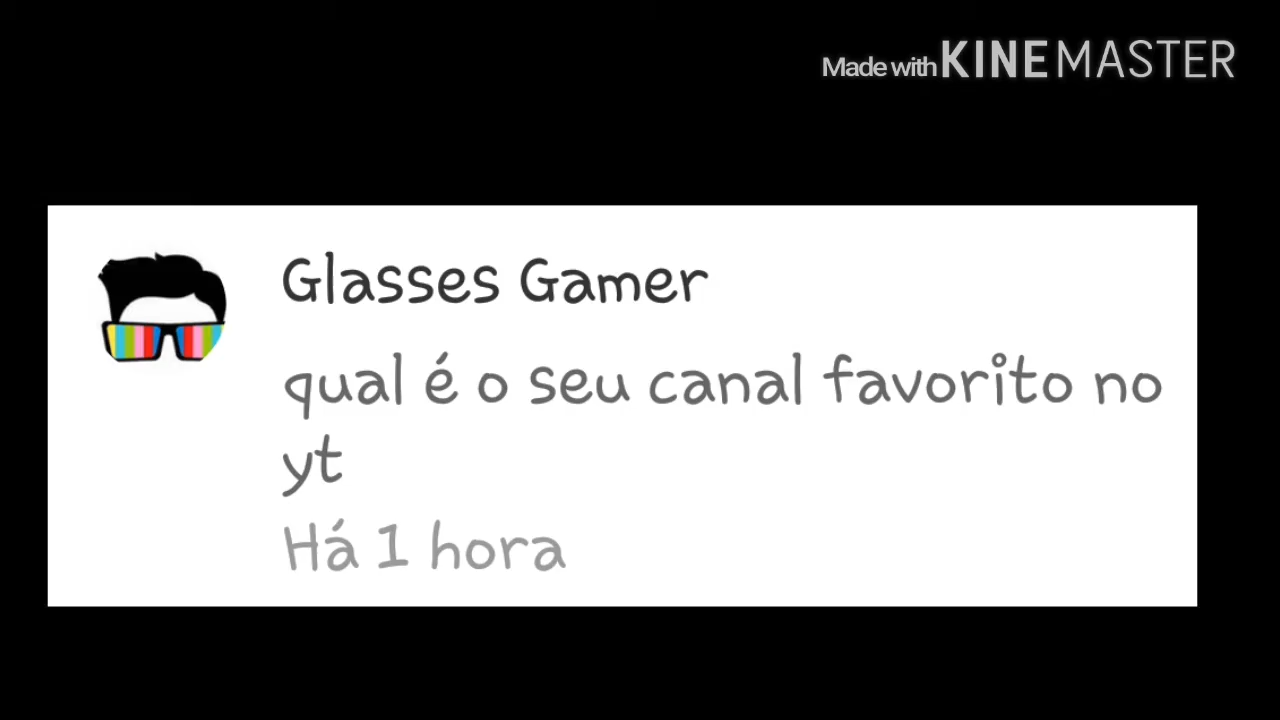 Made with KINEMASTER
Glasses Gamer
qual é o seu canal favorito no
yt
Há 1 hora